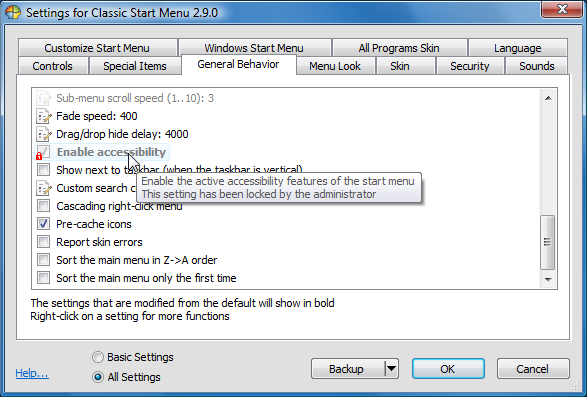 Settings for Classic Start Menu 2.9.0
Customize Start Menu
Windows Start Menu
All Programs Skin
Language
Controls
Special Items
General Behavior
Menu Look
Skin
Security
Sounds
Sub-menu scroll speed (1..10): 3
Fade speed: 400
Drag/drop hide delay: 4000
Enable accessibility
Show next to taskbar (when the taskbar is vertical)
Enable the active accessibility features of the start menu
Custom search c
This setting has been locked by the administrator
Cascading right-click menu
Pre-cache icons
Report skin errors
Sort the main menu in Z->A order
Sort the main menu only the first time
The settings that are modified from the default will show in bold
Right-click on a setting for more functions
Help...
Basic Settings
All Settings
Backup
OK
Cancel